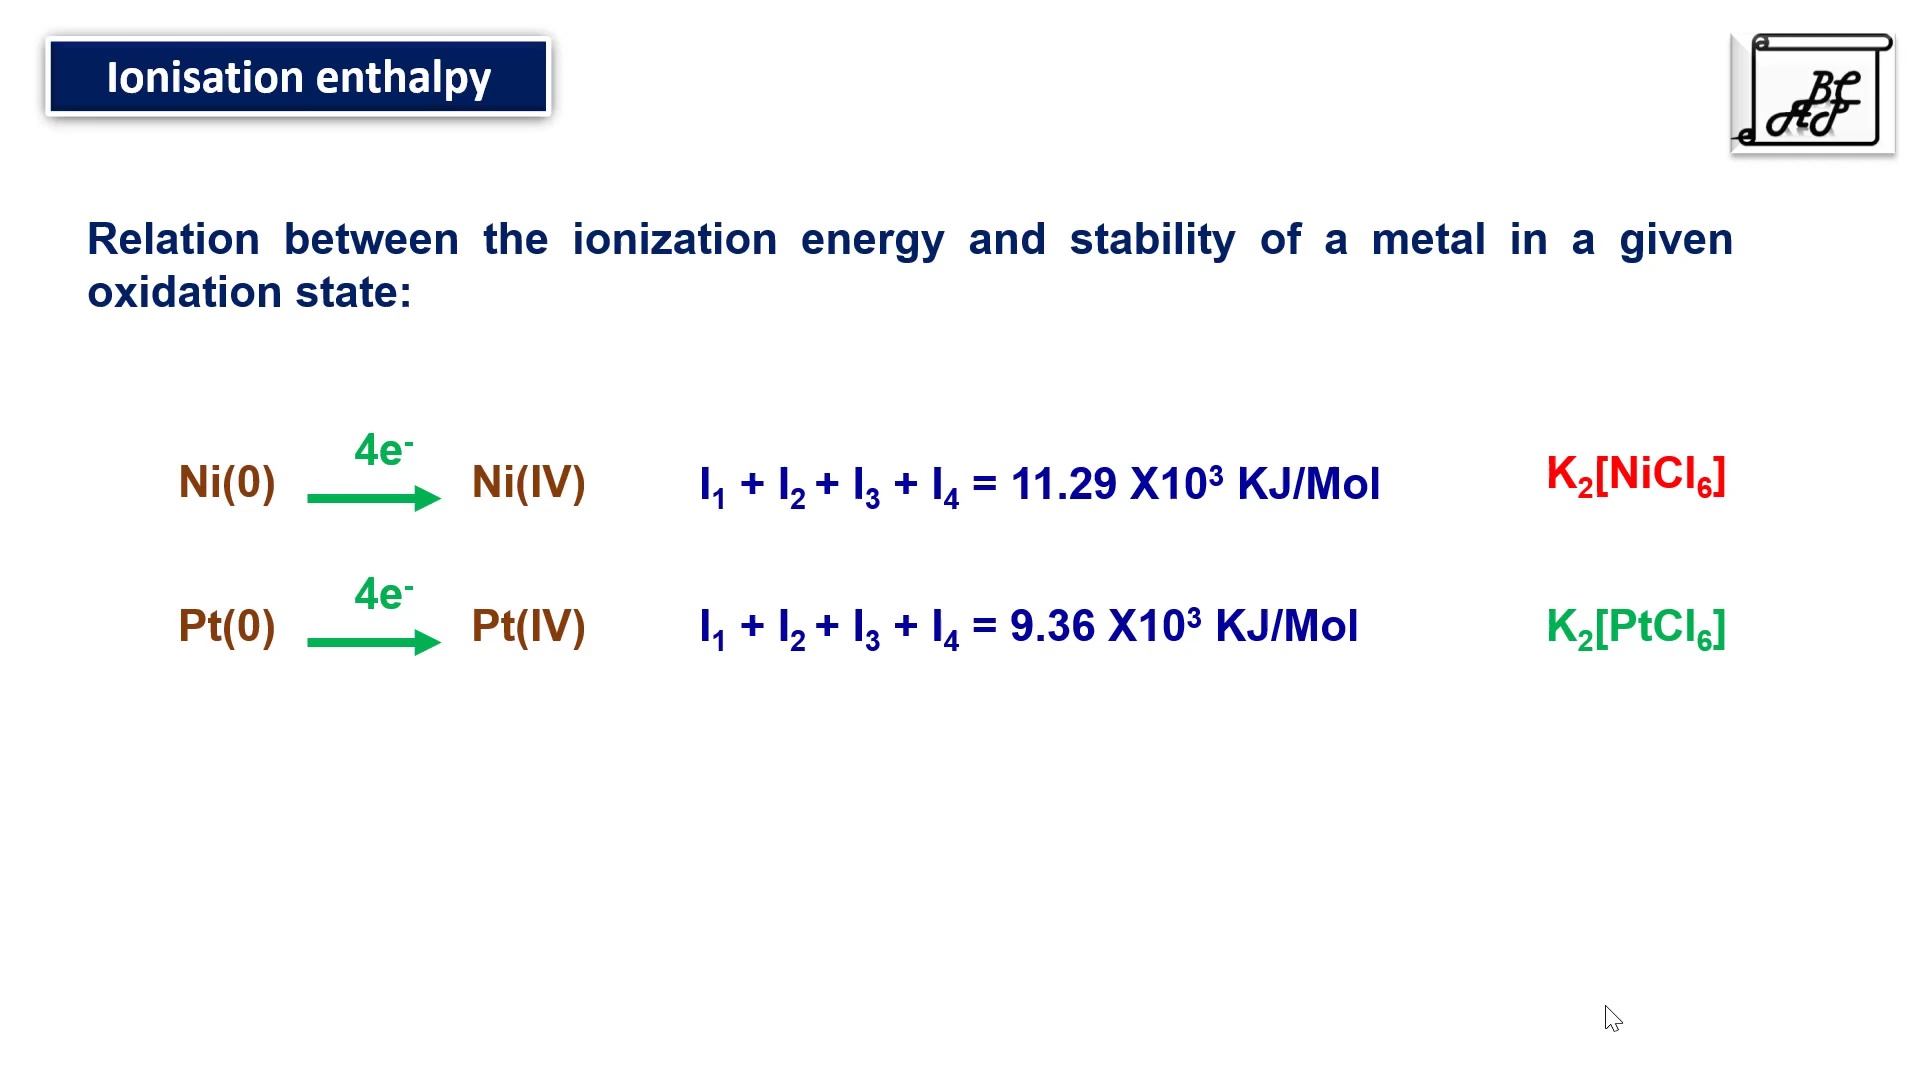 Ionisation enthalpy
BC
AP
Relation between the ionization energy and stability of a metal in a given
oxidation state:
Ni(0) 4e⁻ Ni(IV) I₁ + I₂ + I₃ + I₄ = 11.29 X10³ KJ/Mol K₂[NiCl₆]
Pt(0) 4e⁻ Pt(IV) I₁ + I₂ + I₃ + I₄ = 9.36 X10³ KJ/Mol K₂[PtCl₆]